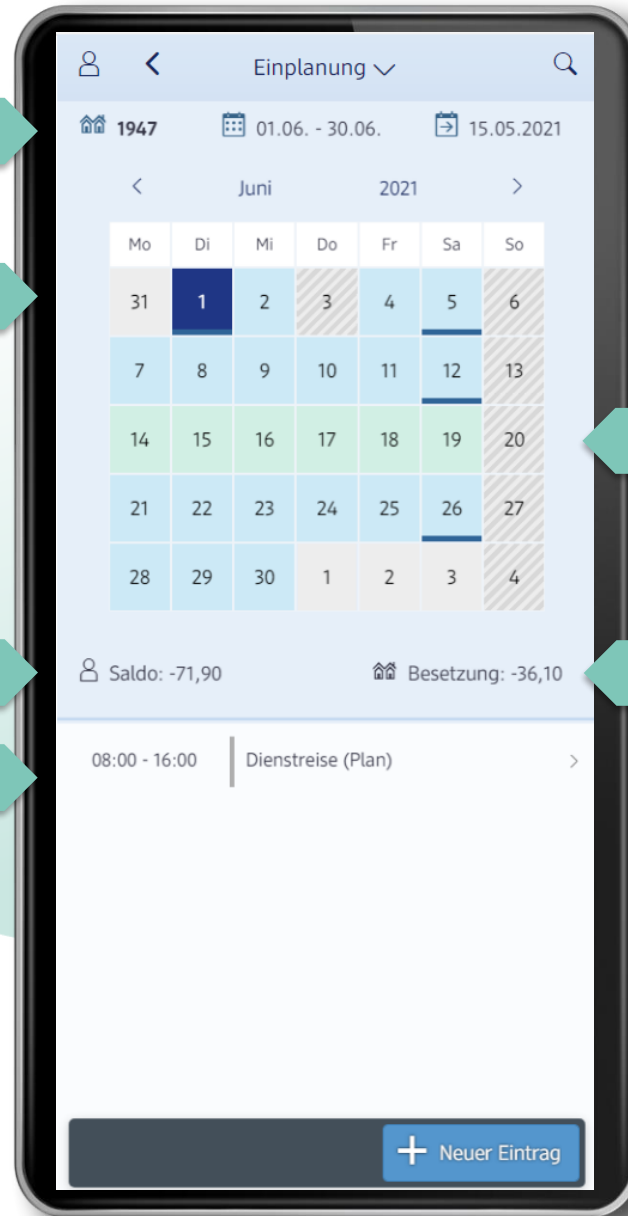 Einplanung
1947 01.06. - 30.06. 15.05.2021
Juni 2021
Mo Di Mi Do Fr Sa So
31 1 2 3 4 5 6
7 8 9 10 11 12 13
14 15 16 17 18 19 20
21 22 23 24 25 26 27
28 29 30 1 2 3 4
Saldo: -71,90 Besetzung: -36,10
08:00 - 16:00 Dienstreise (Plan)
Neuer Eintrag